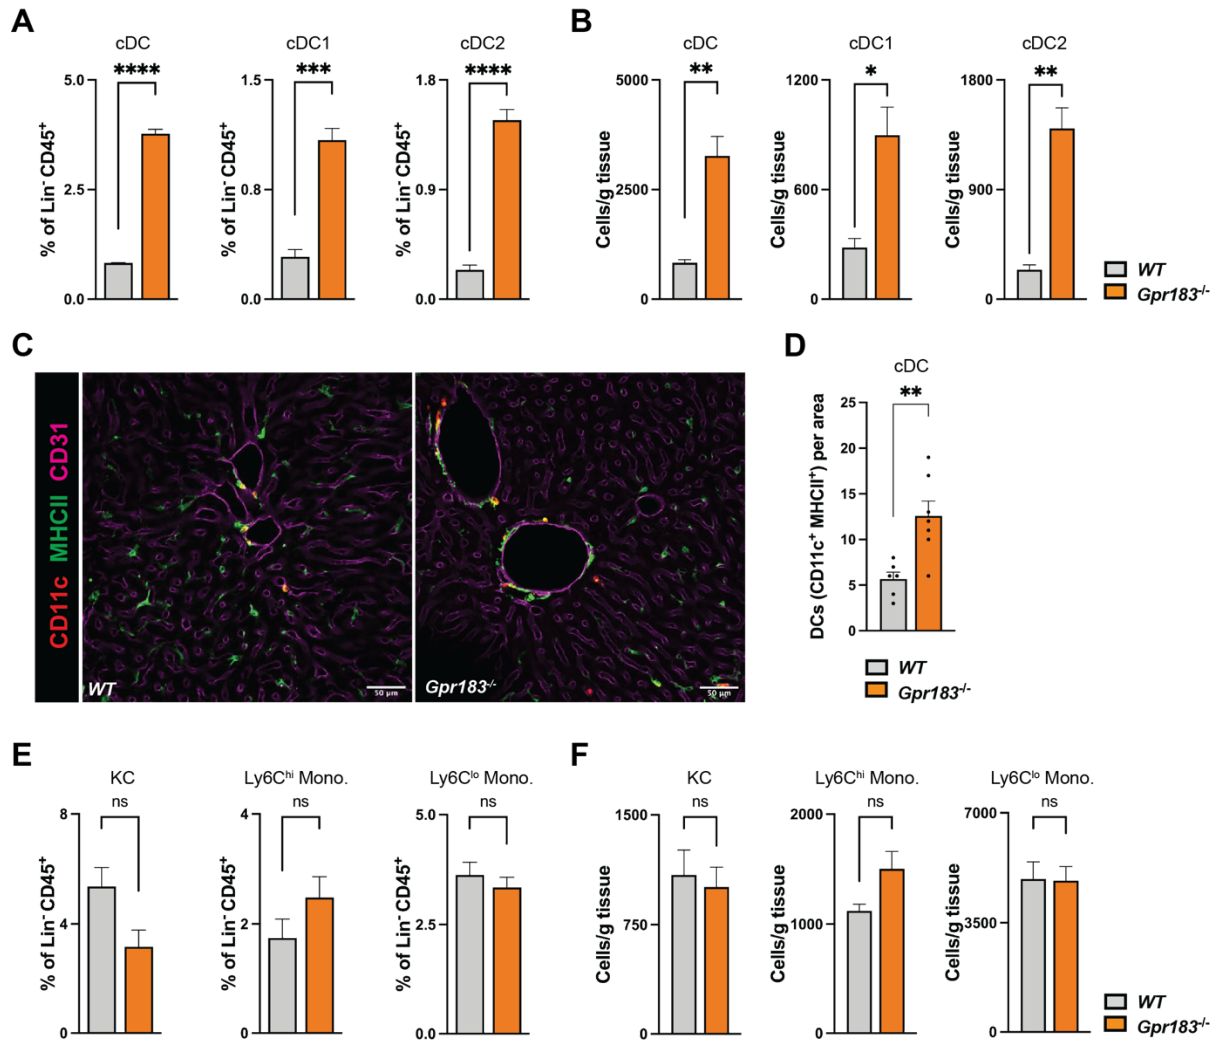 A
B
cDC
cDC1
cDC2
cDC
cDC1
cDC2
****
***
****
**
*
**
% of Lin⁻ CD45⁺
5.0
2.5
0.0
% of Lin⁻ CD45⁺
1.5
0.8
0.0
% of Lin⁻ CD45⁺
1.8
0.9
0.0
Cells/g tissue
5000
2500
0
Cells/g tissue
1200
600
0
Cells/g tissue
1800
900
0
WT
Gpr183⁻/⁻
C
CD11c MHCII CD31
WT
50 µm
Gpr183⁻/⁻
50 µm
D
cDC
**
DCs (CD11c⁺ MHCII⁺) per area
25
20
15
10
5
0
WT
Gpr183⁻/⁻
E
F
KC
Ly6Cʰⁱ Mono.
Ly6Cˡᵒ Mono.
KC
Ly6Cʰⁱ Mono.
Ly6Cˡᵒ Mono.
ns
ns
ns
ns
ns
ns
% of Lin⁻ CD45⁺
8
4
0
% of Lin⁻ CD45⁺
4
2
0
% of Lin⁻ CD45⁺
5.0
2.5
0.0
Cells/g tissue
1500
750
0
Cells/g tissue
2000
1000
0
Cells/g tissue
7000
3500
0
WT
Gpr183⁻/⁻